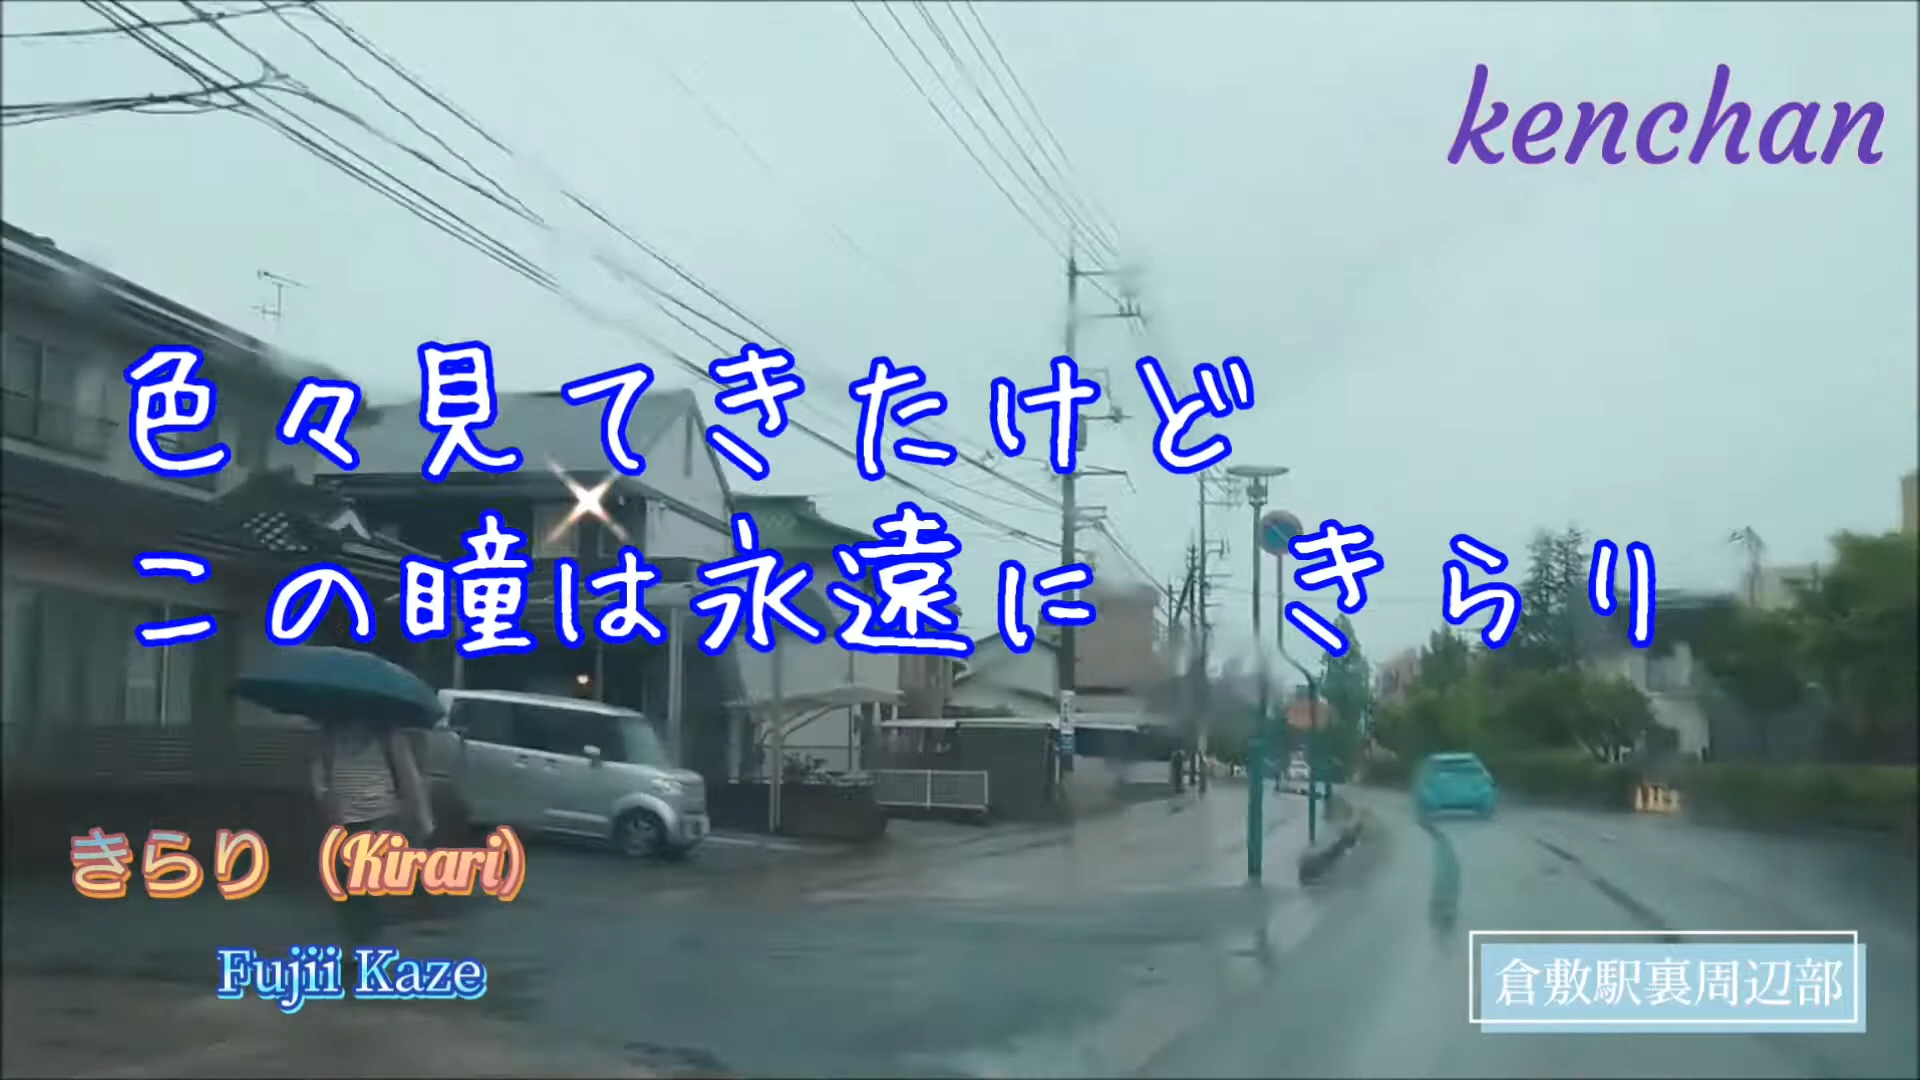 kenchan
色々見てきたけど
この瞳は永遠に　きらり
きらり（Kirari）
Fujii Kaze
倉敷駅裏周辺部